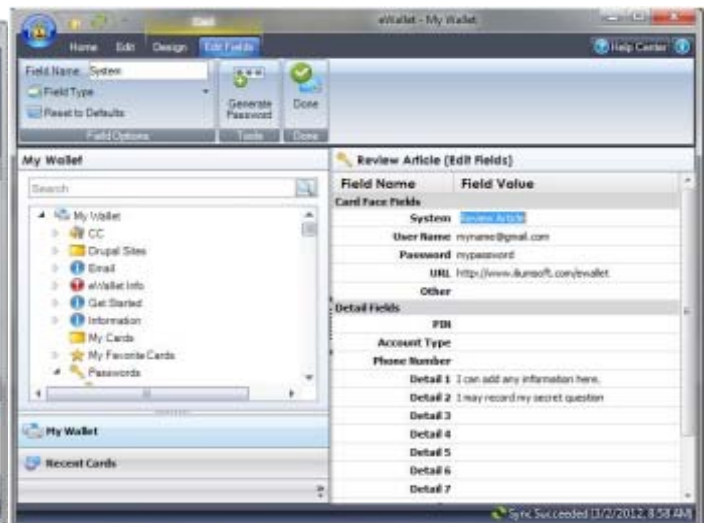 Card
eWallet - My Wallet
Home Edit Design Edit Fields
Help Center
Field Name: System
Field Type
Reset to Defaults
Generate Password
Done
Field Options Tools Done
My Wallet
Search
My Wallet
CC
Drupal Sites
Email
eWallet Info
Get Started
Information
My Cards
My Favorite Cards
Passwords
My Wallet
Recent Cards
Review Article (Edit Fields)
Field Name Field Value
Card Face Fields
System Review Article
User Name myname@gmail.com
Password mypassword
URL http://www.iliumsoft.com/ewallet
Other
Detail Fields
PIN
Account Type
Phone Number
Detail 1 I can add any information here.
Detail 2 I may record my secret question
Detail 3
Detail 4
Detail 5
Detail 6
Detail 7
Sync Succeeded (3/2/2012, 8:58 AM)